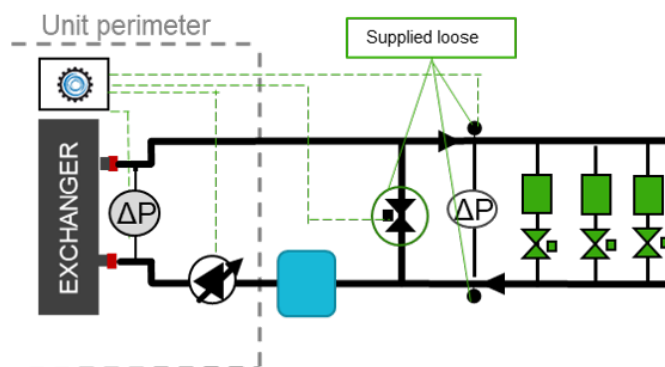 Unit perimeter
Supplied loose
EXCHANGER
ΔP
ΔP